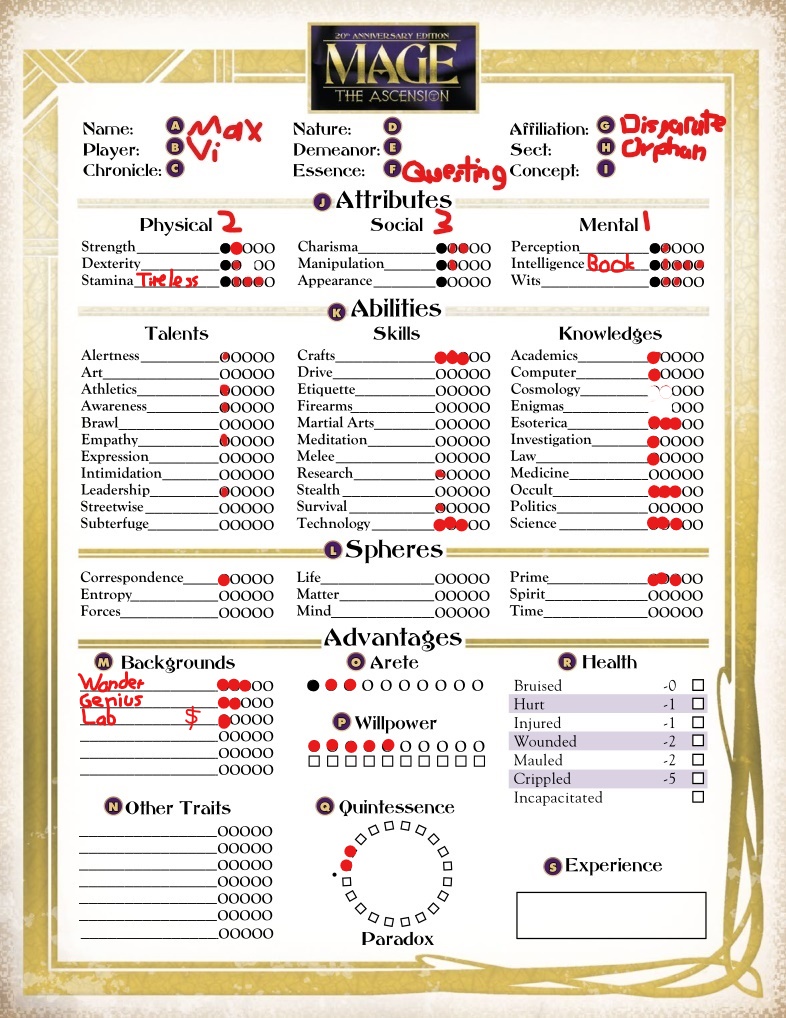 20th ANNIVERSARY EDITION
MAGE
THE ASCENSION
Name: A Max Nature: D Affiliation: G Disparate
Player: B Vi Demeanor: E Sect: H Orphan
Chronicle: C Essence: F Questing Concept: I
J Attributes
Physical 2 Social 3 Mental 1
Strength Charisma Perception
Dexterity Manipulation Intelligence Book
Stamina Tireless Appearance Wits
K Abilities
Talents Skills Knowledges
Alertness Crafts Academics
Art Drive Computer
Athletics Etiquette Cosmology
Awareness Firearms Enigmas
Brawl Martial Arts Esoterica
Empathy Meditation Investigation
Expression Melee Law
Intimidation Research Medicine
Leadership Stealth Occult
Streetwise Survival Politics
Subterfuge Technology Science
L Spheres
Correspondence Life Prime
Entropy Matter Spirit
Forces Mind Time
Advantages
M Backgrounds O Arete R Health
Wonder Bruised -0
Genius Hurt -1
Lab $ P Willpower Injured -1
Wounded -2
Mauled -2
Crippled -5
Incapacitated
N Other Traits Q Quintessence
S Experience
Paradox